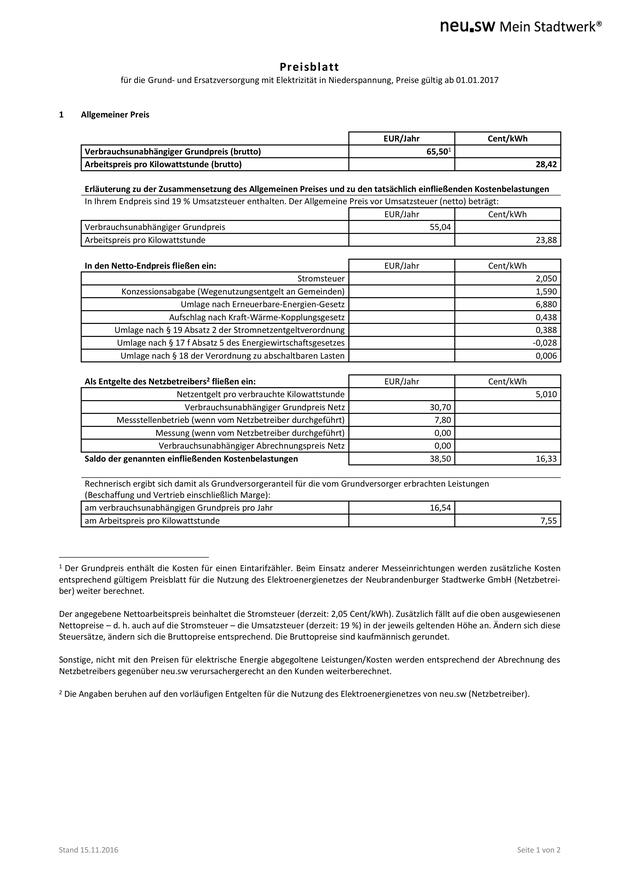 neu.sw Mein Stadtwerk®
Preisblatt
für die Grund- und Ersatzversorgung mit Elektrizität in Niederspannung, Preise gültig ab 01.01.2017
1 Allgemeiner Preis
EUR/Jahr Cent/kWh
Verbrauchsunabhängiger Grundpreis (brutto) 65,50¹
Arbeitspreis pro Kilowattstunde (brutto) 28,42
Erläuterung zu der Zusammensetzung des Allgemeinen Preises und zu den tatsächlich einfließenden Kostenbelastungen
In Ihrem Endpreis sind 19 % Umsatzsteuer enthalten. Der Allgemeine Preis vor Umsatzsteuer (netto) beträgt:
EUR/Jahr Cent/kWh
Verbrauchsunabhängiger Grundpreis 55,04
Arbeitspreis pro Kilowattstunde 23,88
In den Netto-Endpreis fließen ein: EUR/Jahr Cent/kWh
Stromsteuer 2,050
Konzessionsabgabe (Wegenutzungsentgelt an Gemeinden) 1,590
Umlage nach Erneuerbare-Energien-Gesetz 6,880
Aufschlag nach Kraft-Wärme-Kopplungsgesetz 0,438
Umlage nach § 19 Absatz 2 der Stromnetzentgeltverordnung 0,388
Umlage nach § 17 f Absatz 5 des Energiewirtschaftsgesetzes -0,028
Umlage nach § 18 der Verordnung zu abschaltbaren Lasten 0,006
Als Entgelte des Netzbetreibers² fließen ein: EUR/Jahr Cent/kWh
Netzentgelt pro verbrauchte Kilowattstunde 5,010
Verbrauchsunabhängiger Grundpreis Netz 30,70
Messstellenbetrieb (wenn vom Netzbetreiber durchgeführt) 7,80
Messung (wenn vom Netzbetreiber durchgeführt) 0,00
Verbrauchsunabhängiger Abrechnungspreis Netz 0,00
Saldo der genannten einfließenden Kostenbelastungen 38,50 16,33
Rechnerisch ergibt sich damit als Grundversorgeranteil für die vom Grundversorger erbrachten Leistungen
(Beschaffung und Vertrieb einschließlich Marge):
am verbrauchsunabhängigen Grundpreis pro Jahr 16,54
am Arbeitspreis pro Kilowattstunde 7,55
¹ Der Grundpreis enthält die Kosten für einen Eintarifzähler. Beim Einsatz anderer Messeinrichtungen werden zusätzliche Kosten
entsprechend gültigem Preisblatt für die Nutzung des Elektroenergienetzes der Neubrandenburger Stadtwerke GmbH (Netzbetrei-
ber) weiter berechnet.
Der angegebene Nettoarbeitspreis beinhaltet die Stromsteuer (derzeit: 2,05 Cent/kWh). Zusätzlich fällt auf die oben ausgewiesenen
Nettopreise – d. h. auch auf die Stromsteuer – die Umsatzsteuer (derzeit: 19 %) in der jeweils geltenden Höhe an. Ändern sich diese
Steuersätze, ändern sich die Bruttopreise entsprechend. Die Bruttopreise sind kaufmännisch gerundet.
Sonstige, nicht mit den Preisen für elektrische Energie abgegoltene Leistungen/Kosten werden entsprechend der Abrechnung des
Netzbetreibers gegenüber neu.sw verursachergerecht an den Kunden weiterberechnet.
² Die Angaben beruhen auf den vorläufigen Entgelten für die Nutzung des Elektroenergienetzes von neu.sw (Netzbetreiber).
Stand 15.11.2016 Seite 1 von 2